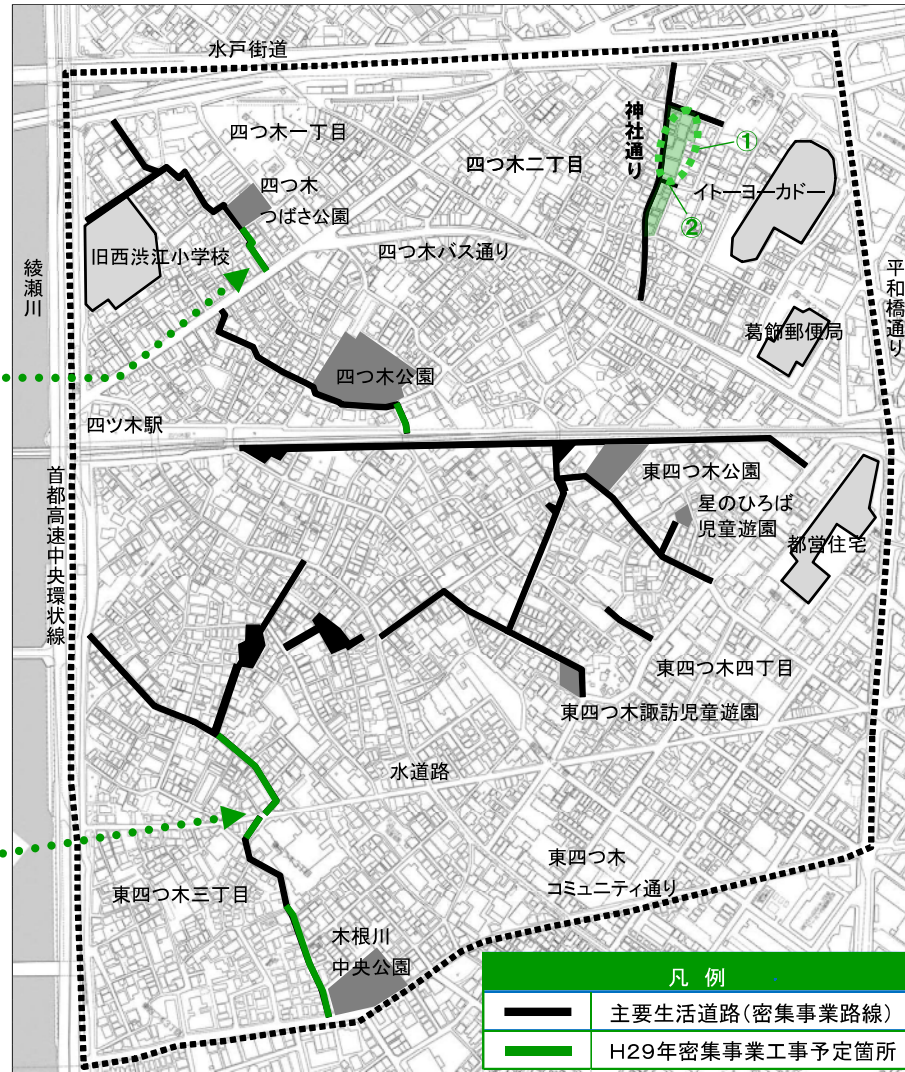 水戸街道
四つ木一丁目
四つ木二丁目
神社通り
①
イトーヨーカドー
②
四つ木
つばさ公園
旧西渋江小学校
四つ木バス通り
綾瀬川
平和橋通り
葛飾郵便局
四つ木公園
四ツ木駅
首都高速中央環状線
東四つ木公園
星のひろば
児童遊園
都営住宅
東四つ木四丁目
東四つ木諏訪児童遊園
水道路
東四つ木
コミュニティ通り
東四つ木三丁目
木根川
中央公園
凡例
主要生活道路(密集事業路線)
H29年密集事業工事予定箇所